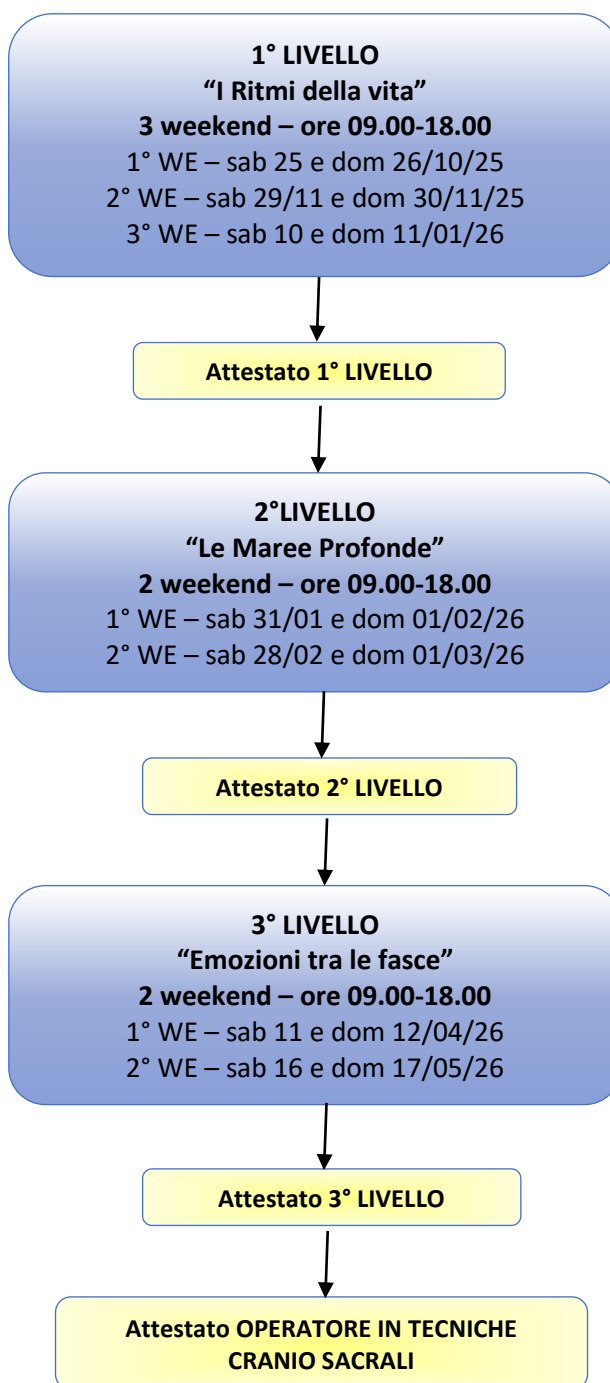 1° LIVELLO
“I Ritmi della vita”
3 weekend – ore 09.00-18.00
1° WE – sab 25 e dom 26/10/25
2° WE – sab 29/11 e dom 30/11/25
3° WE – sab 10 e dom 11/01/26
Attestato 1° LIVELLO
2°LIVELLO
“Le Maree Profonde”
2 weekend – ore 09.00-18.00
1° WE – sab 31/01 e dom 01/02/26
2° WE – sab 28/02 e dom 01/03/26
Attestato 2° LIVELLO
3° LIVELLO
“Emozioni tra le fasce”
2 weekend – ore 09.00-18.00
1° WE – sab 11 e dom 12/04/26
2° WE – sab 16 e dom 17/05/26
Attestato 3° LIVELLO
Attestato OPERATORE IN TECNICHE
CRANIO SACRALI